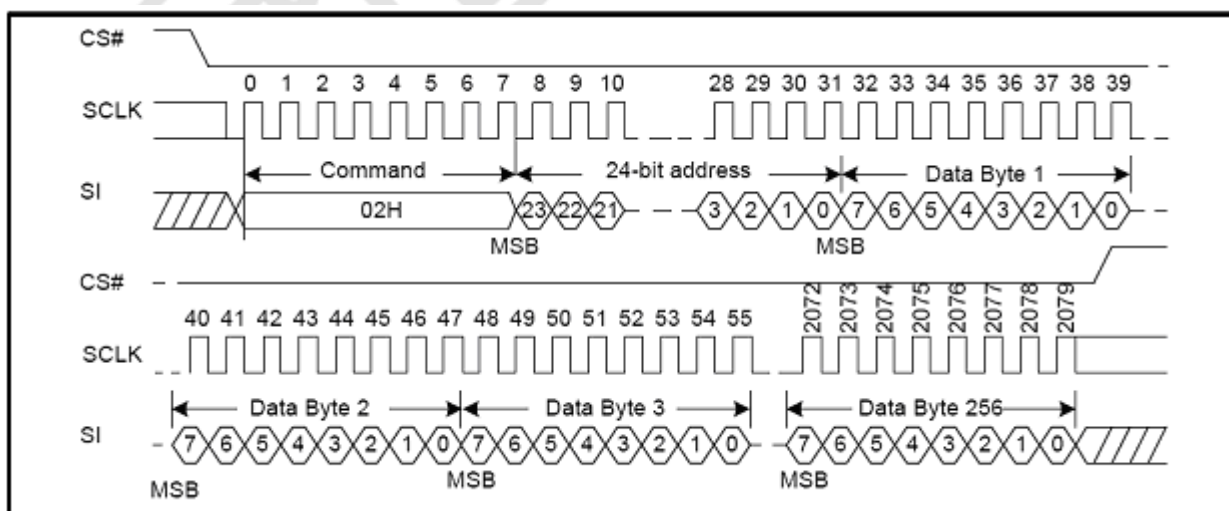 CS#
0 1 2 3 4 5 6 7 8 9 10 28 29 30 31 32 33 34 35 36 37 38 39
SCLK
Command 24-bit address Data Byte 1
SI 02H 23 22 21 3 2 1 0 7 6 5 4 3 2 1 0
MSB MSB
CS#
40 41 42 43 44 45 46 47 48 49 50 51 52 53 54 55 2072 2073 2074 2075 2076 2077 2078 2079
SCLK
Data Byte 2 Data Byte 3 Data Byte 256
SI 7 6 5 4 3 2 1 0 7 6 5 4 3 2 1 0 7 6 5 4 3 2 1 0
MSB MSB MSB